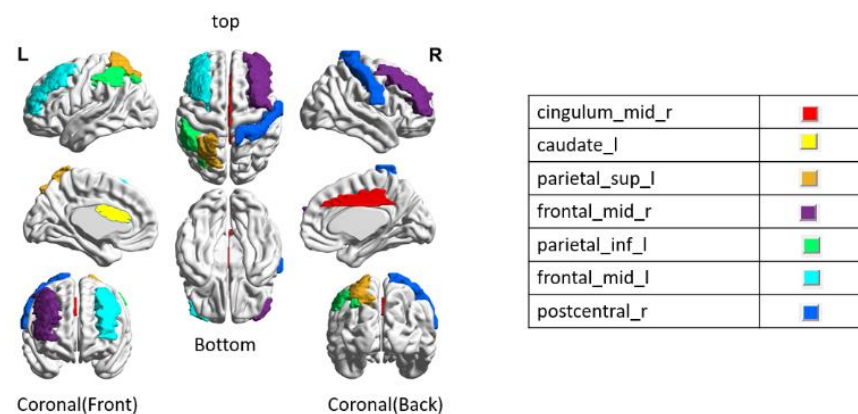 top
L
R
Bottom
Coronal(Front)
Coronal(Back)
cingulum_mid_r
caudate_l
parietal_sup_l
frontal_mid_r
parietal_inf_l
frontal_mid_l
postcentral_r